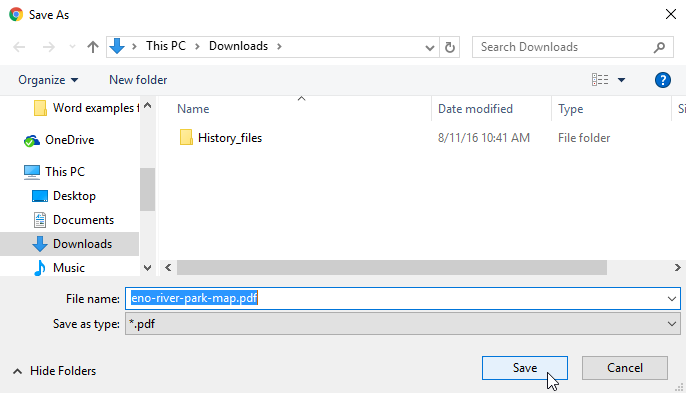 Save As
This PC > Downloads >
Search Downloads
Organize
New folder
?
Word examples f
OneDrive
This PC
Desktop
Documents
Downloads
Music
Name
Date modified
Type
Si
History_files
8/11/16 10:41 AM
File folder
File name:
eno-river-park-map.pdf
Save as type:
*.pdf
Hide Folders
Save
Cancel